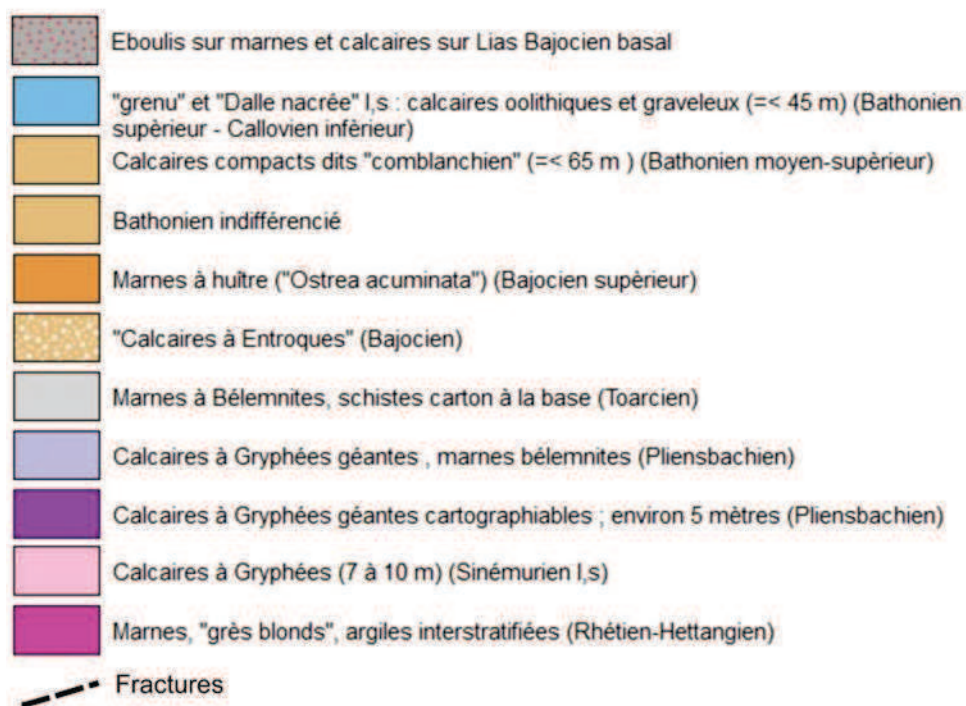 Eboulis sur marnes et calcaires sur Lias Bajocien basal
"grenu" et "Dalle nacrée" l,s : calcaires oolithiques et graveleux (=< 45 m) (Bathonien
supèrieur - Callovien infèrieur)
Calcaires compacts dits "comblanchien" (=< 65 m ) (Bathonien moyen-supèrieur)
Bathonien indifférencié
Marnes à huître ("Ostrea acuminata") (Bajocien supèrieur)
"Calcaires à Entroques" (Bajocien)
Marnes à Bélemnites, schistes carton à la base (Toarcien)
Calcaires à Gryphées géantes , marnes bélemnites (Pliensbachien)
Calcaires à Gryphées géantes cartographiables ; environ 5 mètres (Pliensbachien)
Calcaires à Gryphées (7 à 10 m) (Sinémurien l,s)
Marnes, "grès blonds", argiles interstratifiées (Rhétien-Hettangien)
Fractures